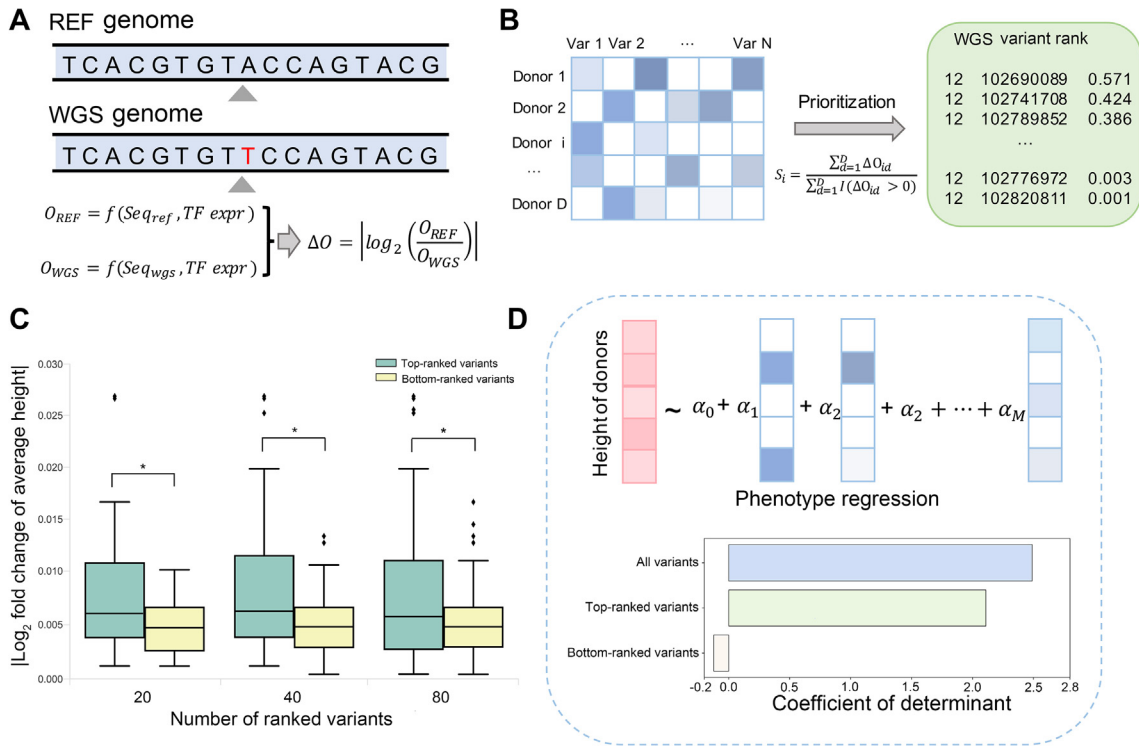 A
REF genome
TCACGTGTACCAGTACG
WGS genome
TCACGTGTTCCAGTACG
O_REF = f(Seq_ref, TF expr)
O_WGS = f(Seq_wgs, TF expr)
ΔO = |log_2 (O_REF / O_WGS)|
B
Var 1 Var 2 ... Var N
Donor 1
Donor 2
Donor i
...
Donor D
Prioritization
S_i = ∑_{d=1}^{D} ΔO_id / ∑_{d=1}^{D} I(ΔO_id > 0)
WGS variant rank
12 102690089 0.571
12 102741708 0.424
12 102789852 0.386
...
12 102776972 0.003
12 102820811 0.001
C
|Log_2 fold change of average height|
0.030
0.025
0.020
0.015
0.010
0.005
0.000
Top-ranked variants
Bottom-ranked variants
* * *
20 40 80
Number of ranked variants
D
Height of donors
~ α_0 + α_1 + α_2 + α_2 + ⋯ + α_M
Phenotype regression
All variants
Top-ranked variants
Bottom-ranked variants
-0.2 0.0 0.5 1.0 1.5 2.0 2.5 2.8
Coefficient of determinant